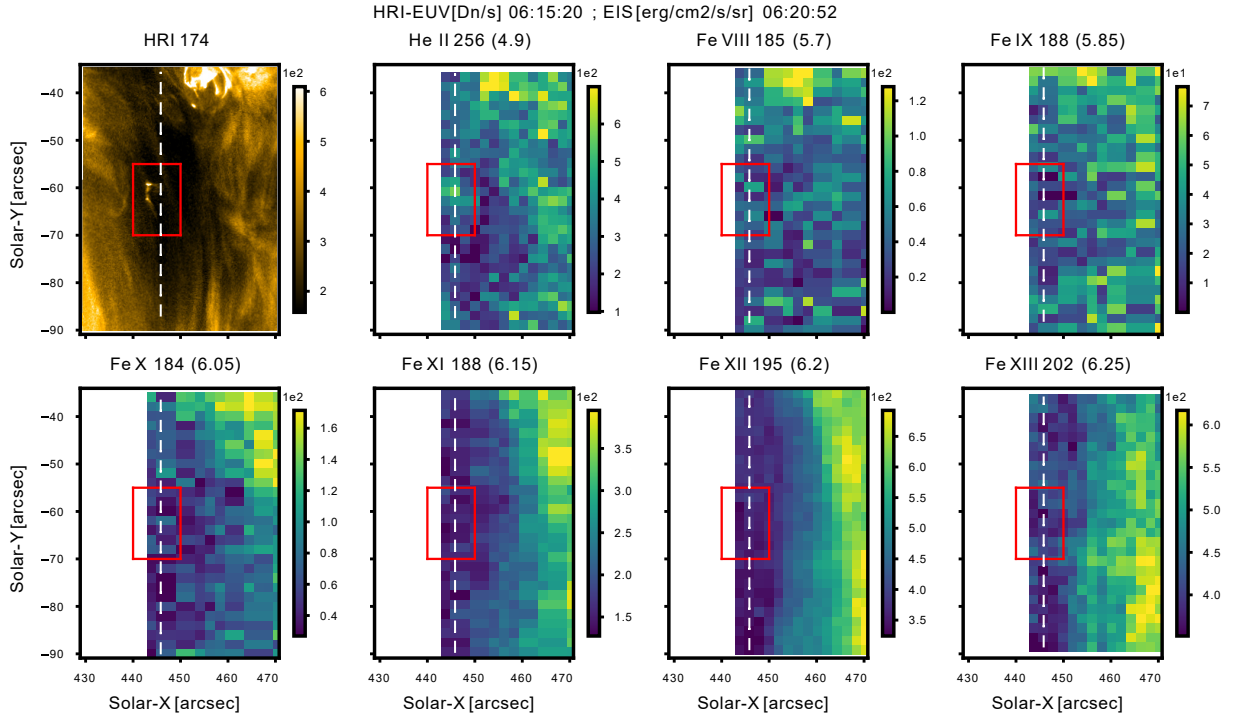 HRI-EUV[Dn/s] 06:15:20 ; EIS[erg/cm2/s/sr] 06:20:52
HRI 174
He II 256 (4.9)
Fe VIII 185 (5.7)
Fe IX 188 (5.85)
1e2
1e2
1e2
1e1
Solar-Y [arcsec]
−40
−50
−60
−70
−80
−90
6
5
4
3
2
6
5
4
3
2
1
1.2
1.0
0.8
0.6
0.4
0.2
7
6
5
4
3
2
1
Fe X 184 (6.05)
Fe XI 188 (6.15)
Fe XII 195 (6.2)
Fe XIII 202 (6.25)
1e2
1e2
1e2
1e2
Solar-Y [arcsec]
−40
−50
−60
−70
−80
−90
1.6
1.4
1.2
1.0
0.8
0.6
0.4
3.5
3.0
2.5
2.0
1.5
6.5
6.0
5.5
5.0
4.5
4.0
3.5
6.0
5.5
5.0
4.5
4.0
430 440 450 460 470
430 440 450 460 470
430 440 450 460 470
430 440 450 460 470
Solar-X [arcsec]
Solar-X [arcsec]
Solar-X [arcsec]
Solar-X [arcsec]